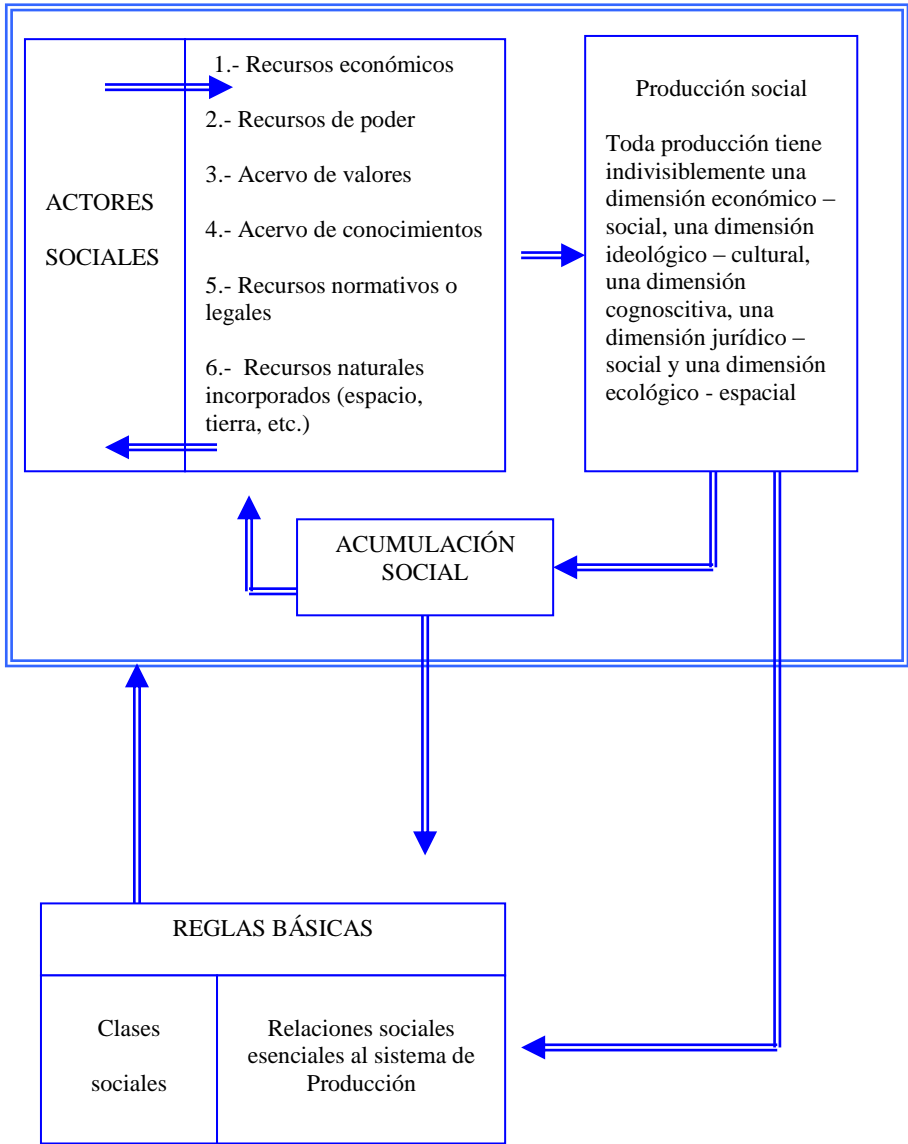 ACTORES
SOCIALES
1.- Recursos económicos
2.- Recursos de poder
3.- Acervo de valores
4.- Acervo de conocimientos
5.- Recursos normativos o
legales
6.- Recursos naturales
incorporados (espacio,
tierra, etc.)
Producción social
Toda producción tiene
indivisiblemente una
dimensión económico –
social, una dimensión
ideológico – cultural,
una dimensión
cognoscitiva, una
dimensión jurídico –
social y una dimensión
ecológico - espacial
ACUMULACIÓN
SOCIAL
REGLAS BÁSICAS
Clases
sociales
Relaciones sociales
esenciales al sistema de
Producción